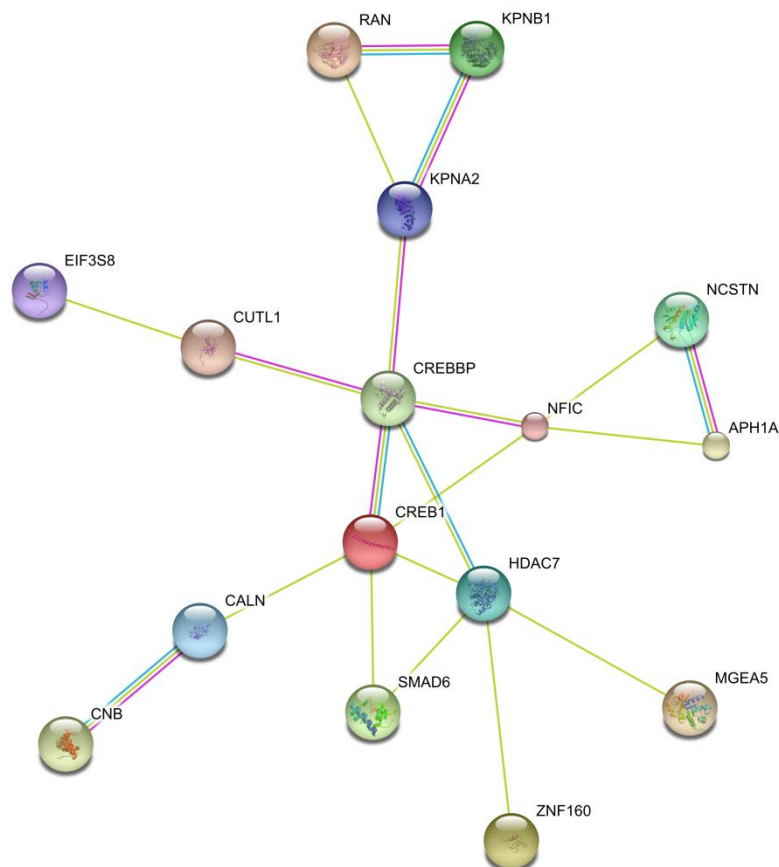 RAN
KPNB1
KPNA2
EIF3S8
NCSTN
CUTL1
CREBBP
NFIC
APH1A
CREB1
HDAC7
CALN
SMAD6
MGEA5
CNB
ZNF160